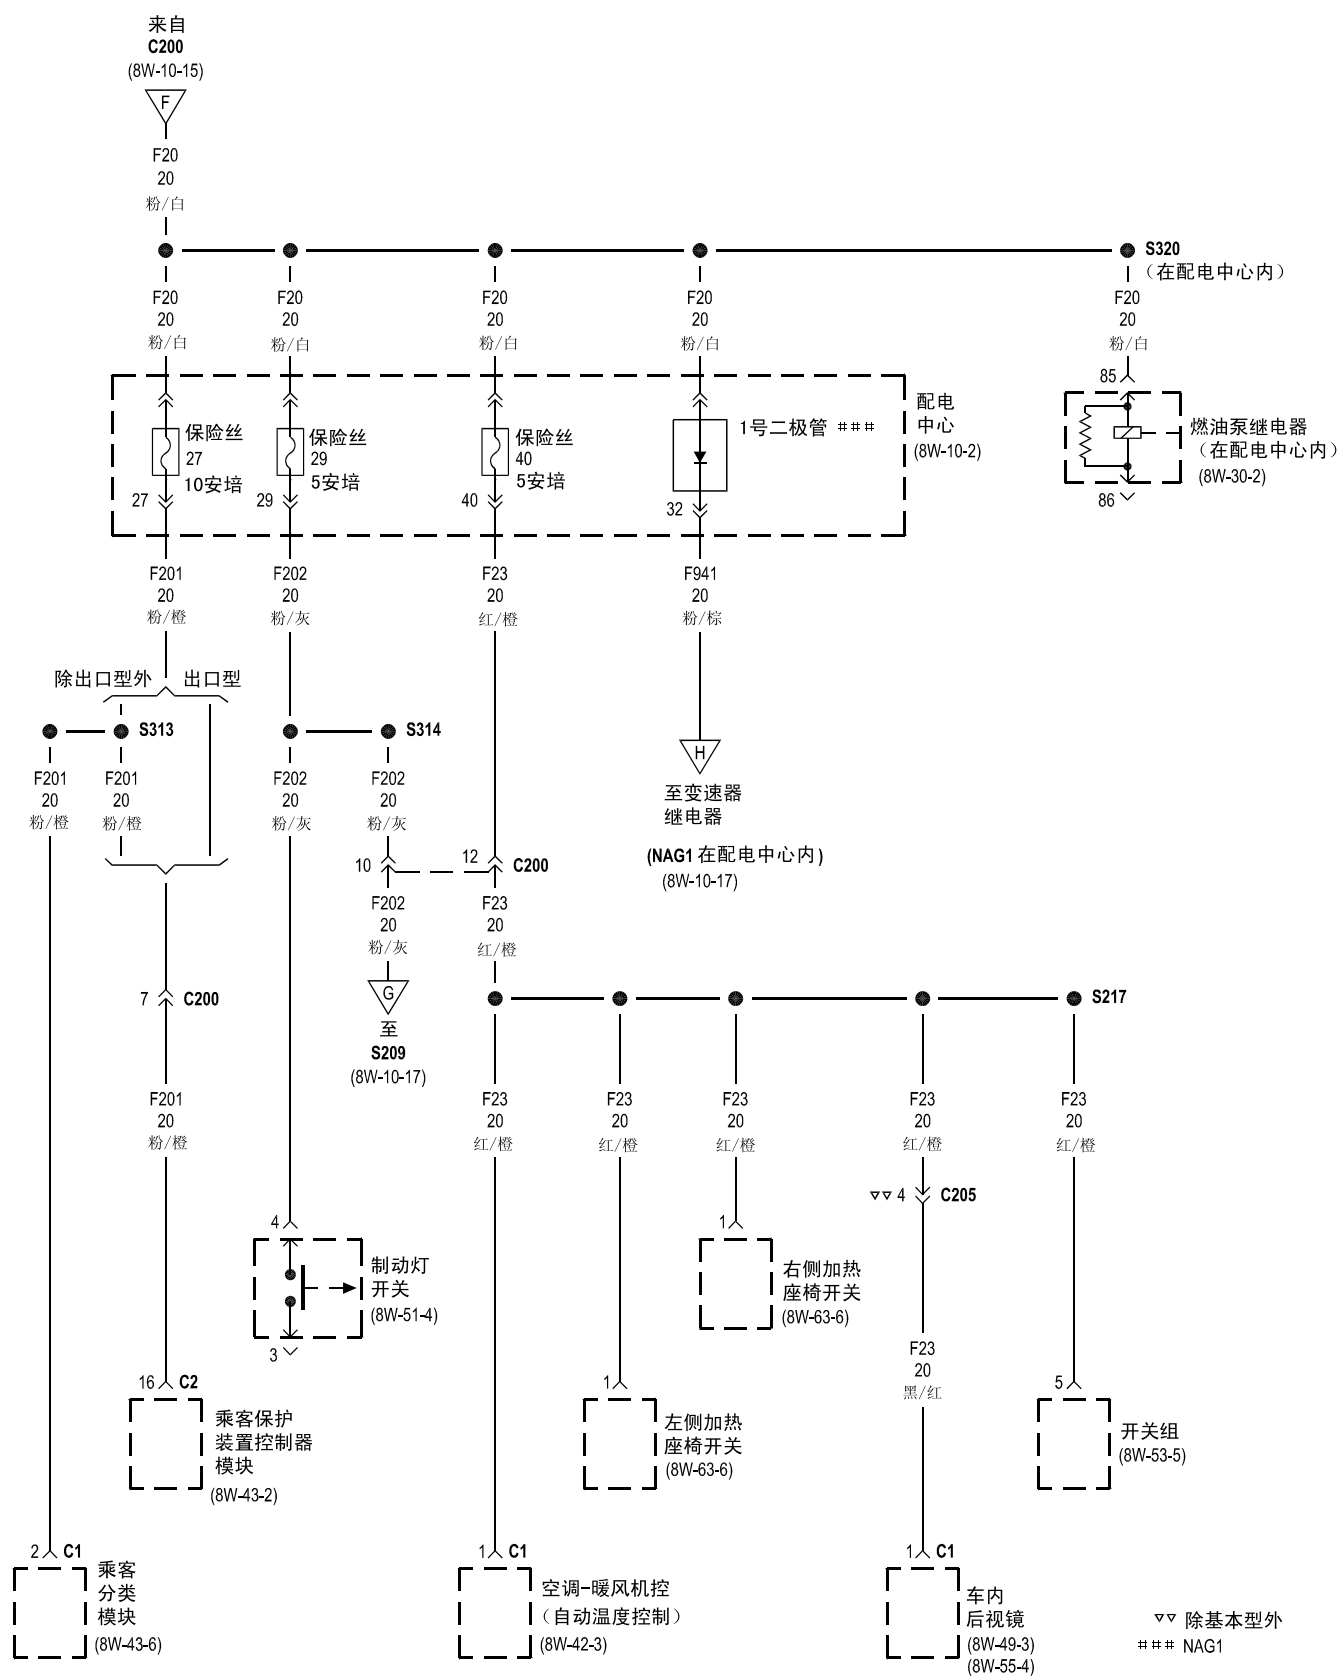 来自
C200
(8W-10-15)
F
F20
20
粉/白
S320
（在配电中心内）
F20
20
粉/白
F20
20
粉/白
F20
20
粉/白
F20
20
粉/白
F20
20
粉/白
85
燃油泵继电器
（在配电中心内）
(8W-30-2)
86
配电
中心
(8W-10-2)
保险丝
27
10安培
27
保险丝
29
5安培
29
保险丝
40
5安培
40
1号二极管 ###
32
F201
20
粉/橙
F202
20
粉/灰
F23
20
红/橙
F941
20
粉/棕
除出口型外
出口型
S313
S314
F201
20
粉/橙
F201
20
粉/橙
F202
20
粉/灰
F202
20
粉/灰
H
至变速器
继电器
(NAG1 在配电中心内)
(8W-10-17)
10
12
C200
F202
20
粉/灰
F23
20
红/橙
G
至
S209
(8W-10-17)
7
C200
S217
F201
20
粉/橙
F23
20
红/橙
F23
20
红/橙
F23
20
红/橙
F23
20
红/橙
F23
20
红/橙
▽▽ 4
C205
4
制动灯
开关
(8W-51-4)
3
1
右侧加热
座椅开关
(8W-63-6)
F23
20
黑/红
16
C2
乘客保护
装置控制器
模块
(8W-43-2)
1
左侧加热
座椅开关
(8W-63-6)
5
开关组
(8W-53-5)
2
C1
乘客
分类
模块
(8W-43-6)
1
C1
空调-暖风机控
（自动温度控制）
(8W-42-3)
1
C1
车内
后视镜
(8W-49-3)
(8W-55-4)
▽▽ 除基本型外
### NAG1